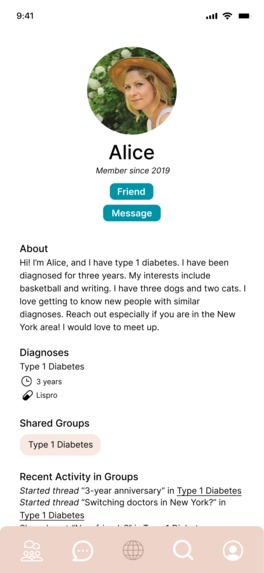 9:41
Alice
Member since 2019
Friend
Message
About
Hi! I'm Alice, and I have type 1 diabetes. I have been
diagnosed for three years. My interests include
basketball and writing. I have three dogs and two cats. I
love getting to know new people with similar
diagnoses. Reach out especially if you are in the New
York area! I would love to meet up.
Diagnoses
Type 1 Diabetes
3 years
Lispro
Shared Groups
Type 1 Diabetes
Recent Activity in Groups
Started thread “3-year anniversary” in Type 1 Diabetes
Started thread “Switching doctors in New York?” in
Type 1 Diabetes